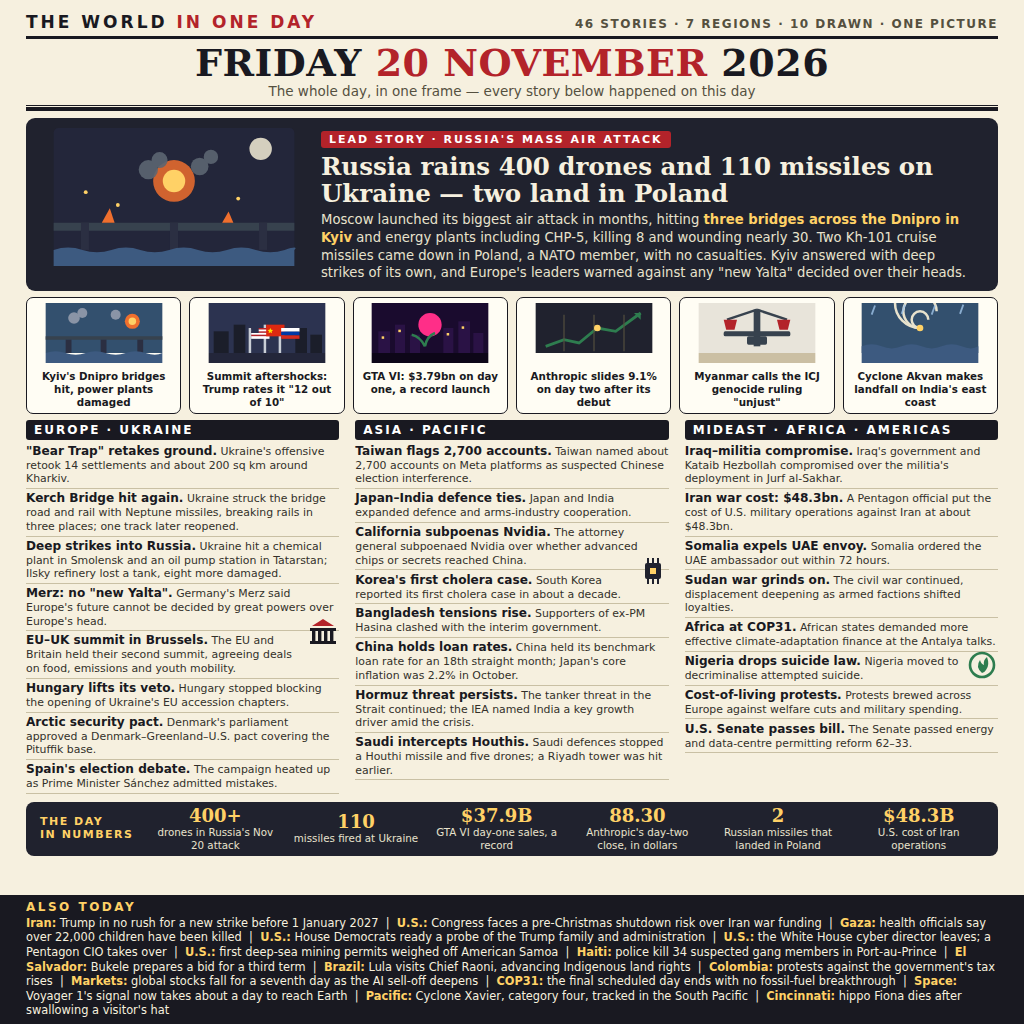 THE WORLD IN ONE DAY
46 STORIES · 7 REGIONS · 10 DRAWN · ONE PICTURE
FRIDAY 20 NOVEMBER 2026
The whole day, in one frame — every story below happened on this day
LEAD STORY · RUSSIA'S MASS AIR ATTACK
Russia rains 400 drones and 110 missiles on
Ukraine — two land in Poland
Moscow launched its biggest air attack in months, hitting three bridges across the Dnipro in
Kyiv and energy plants including CHP-5, killing 8 and wounding nearly 30. Two Kh-101 cruise
missiles came down in Poland, a NATO member, with no casualties. Kyiv answered with deep
strikes of its own, and Europe's leaders warned against any "new Yalta" decided over their heads.
Kyiv's Dnipro bridges
hit, power plants
damaged
Summit aftershocks:
Trump rates it "12 out
of 10"
GTA VI: $3.79bn on day
one, a record launch
Anthropic slides 9.1%
on day two after its
debut
Myanmar calls the ICJ
genocide ruling
"unjust"
Cyclone Akvan makes
landfall on India's east
coast
EUROPE · UKRAINE
"Bear Trap" retakes ground. Ukraine's offensive
retook 14 settlements and about 200 sq km around
Kharkiv.
Kerch Bridge hit again. Ukraine struck the bridge
road and rail with Neptune missiles, breaking rails in
three places; one track later reopened.
Deep strikes into Russia. Ukraine hit a chemical
plant in Smolensk and an oil pump station in Tatarstan;
Ilsky refinery lost a tank, eight more damaged.
Merz: no "new Yalta". Germany's Merz said
Europe's future cannot be decided by great powers over
Europe's head.
EU–UK summit in Brussels. The EU and
Britain held their second summit, agreeing deals
on food, emissions and youth mobility.
Hungary lifts its veto. Hungary stopped blocking
the opening of Ukraine's EU accession chapters.
Arctic security pact. Denmark's parliament
approved a Denmark–Greenland–U.S. pact covering the
Pituffik base.
Spain's election debate. The campaign heated up
as Prime Minister Sánchez admitted mistakes.
ASIA · PACIFIC
Taiwan flags 2,700 accounts. Taiwan named about
2,700 accounts on Meta platforms as suspected Chinese
election interference.
Japan–India defence ties. Japan and India
expanded defence and arms-industry cooperation.
California subpoenas Nvidia. The attorney
general subpoenaed Nvidia over whether advanced
chips or secrets reached China.
Korea's first cholera case. South Korea
reported its first cholera case in about a decade.
Bangladesh tensions rise. Supporters of ex-PM
Hasina clashed with the interim government.
China holds loan rates. China held its benchmark
loan rate for an 18th straight month; Japan's core
inflation was 2.2% in October.
Hormuz threat persists. The tanker threat in the
Strait continued; the IEA named India a key growth
driver amid the crisis.
Saudi intercepts Houthis. Saudi defences stopped
a Houthi missile and five drones; a Riyadh tower was hit
earlier.
MIDEAST · AFRICA · AMERICAS
Iraq–militia compromise. Iraq's government and
Kataib Hezbollah compromised over the militia's
deployment in Jurf al-Sakhar.
Iran war cost: $48.3bn. A Pentagon official put the
cost of U.S. military operations against Iran at about
$48.3bn.
Somalia expels UAE envoy. Somalia ordered the
UAE ambassador out within 72 hours.
Sudan war grinds on. The civil war continued,
displacement deepening as armed factions shifted
loyalties.
Africa at COP31. African states demanded more
effective climate-adaptation finance at the Antalya talks.
Nigeria drops suicide law. Nigeria moved to
decriminalise attempted suicide.
Cost-of-living protests. Protests brewed across
Europe against welfare cuts and military spending.
U.S. Senate passes bill. The Senate passed energy
and data-centre permitting reform 62–33.
THE DAY
IN NUMBERS
400+
drones in Russia's Nov
20 attack
110
missiles fired at Ukraine
$37.9B
GTA VI day-one sales, a
record
88.30
Anthropic's day-two
close, in dollars
2
Russian missiles that
landed in Poland
$48.3B
U.S. cost of Iran
operations
ALSO TODAY
Iran: Trump in no rush for a new strike before 1 January 2027 | U.S.: Congress faces a pre-Christmas shutdown risk over Iran war funding | Gaza: health officials say
over 22,000 children have been killed | U.S.: House Democrats ready a probe of the Trump family and administration | U.S.: the White House cyber director leaves; a
Pentagon CIO takes over | U.S.: first deep-sea mining permits weighed off American Samoa | Haiti: police kill 34 suspected gang members in Port-au-Prince | El
Salvador: Bukele prepares a bid for a third term | Brazil: Lula visits Chief Raoni, advancing Indigenous land rights | Colombia: protests against the government's tax
rises | Markets: global stocks fall for a seventh day as the AI sell-off deepens | COP31: the final scheduled day ends with no fossil-fuel breakthrough | Space:
Voyager 1's signal now takes about a day to reach Earth | Pacific: Cyclone Xavier, category four, tracked in the South Pacific | Cincinnati: hippo Fiona dies after
swallowing a visitor's hat